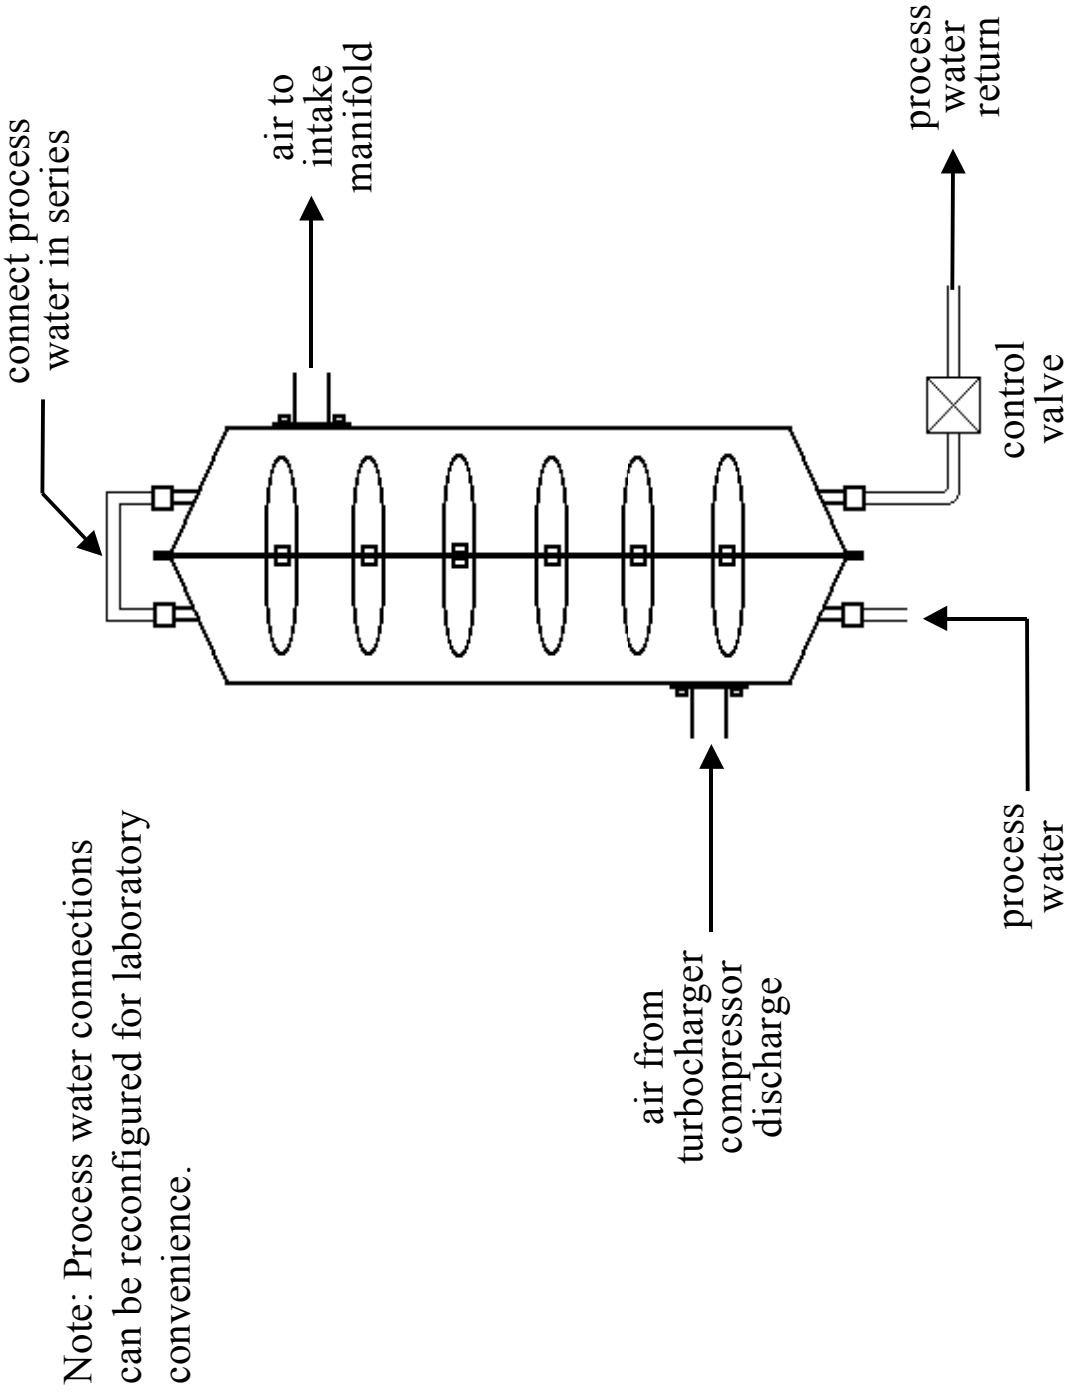 Note: Process water connections
can be reconfigured for laboratory
convenience.
connect process
water in series
air to
intake
manifold
air from
turbocharger
compressor
discharge
process
water
control
valve
process
water
return